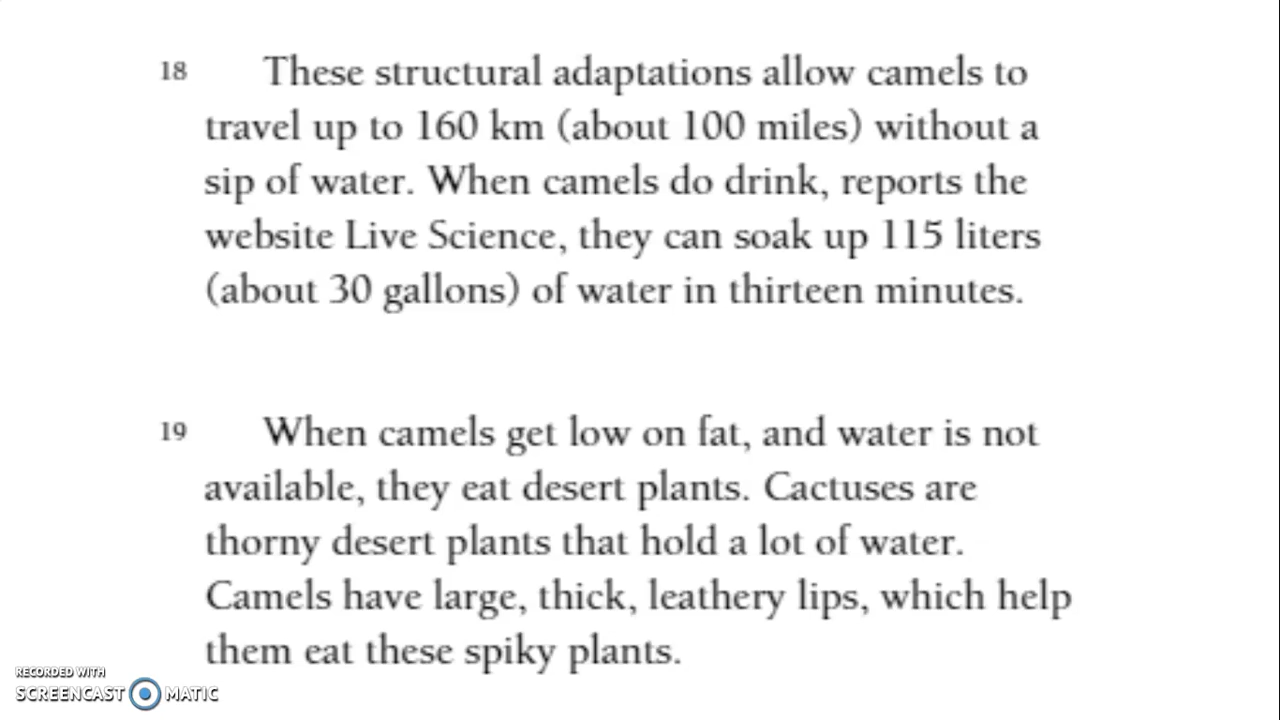 18 These structural adaptations allow camels to
travel up to 160 km (about 100 miles) without a
sip of water. When camels do drink, reports the
website Live Science, they can soak up 115 liters
(about 30 gallons) of water in thirteen minutes.
19 When camels get low on fat, and water is not
available, they eat desert plants. Cactuses are
thorny desert plants that hold a lot of water.
Camels have large, thick, leathery lips, which help
them eat these spiky plants.
RECORDED WITH
SCREENCAST MATIC